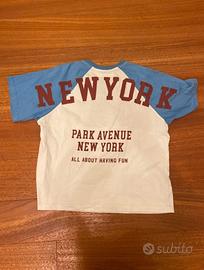 NEWYORK
PARK AVENUE
NEW YORK
ALL ABOUT HAVING FUN
subito